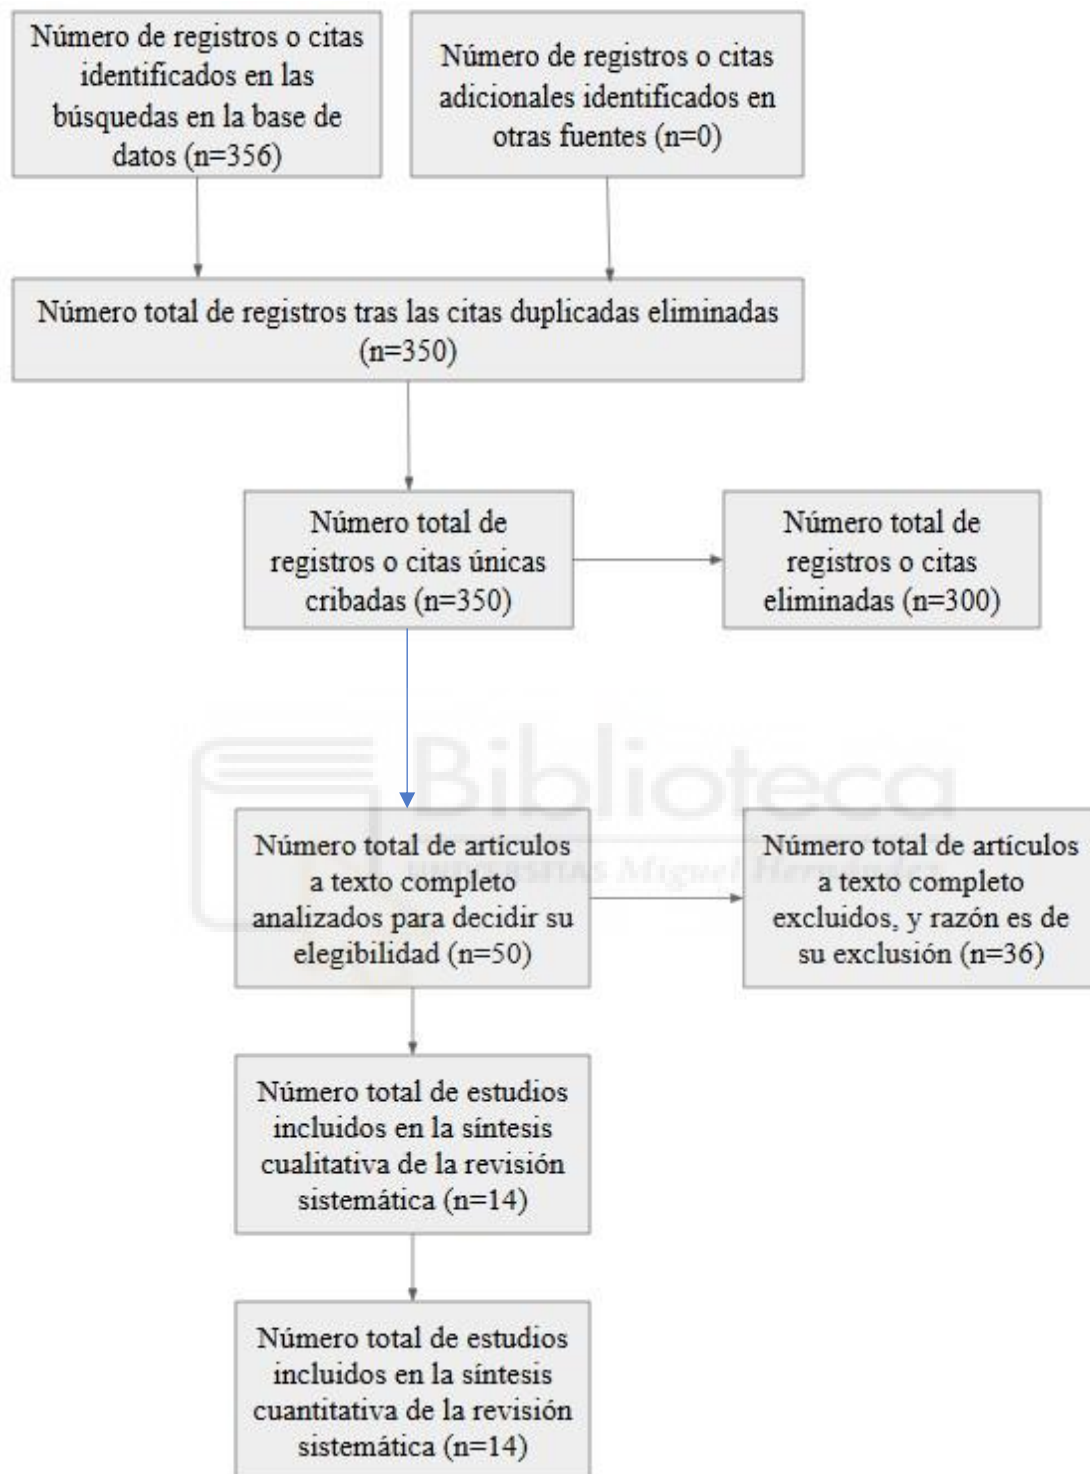 Número de registros o citas
identificados en las
búsquedas en la base de
datos (n=356)
Número de registros o citas
adicionales identificados en
otras fuentes (n=0)
Número total de registros tras las citas duplicadas eliminadas
(n=350)
Número total de
registros o citas únicas
cribadas (n=350)
Número total de
registros o citas
eliminadas (n=300)
Biblioteca
UNIVERSITAS Miguel Hernández
Número total de artículos
a texto completo
analizados para decidir su
elegibilidad (n=50)
Número total de artículos
a texto completo
excluidos, y razón es de
su exclusión (n=36)
Número total de estudios
incluidos en la síntesis
cualitativa de la revisión
sistemática (n=14)
Número total de estudios
incluidos en la síntesis
cuantitativa de la revisión
sistemática (n=14)